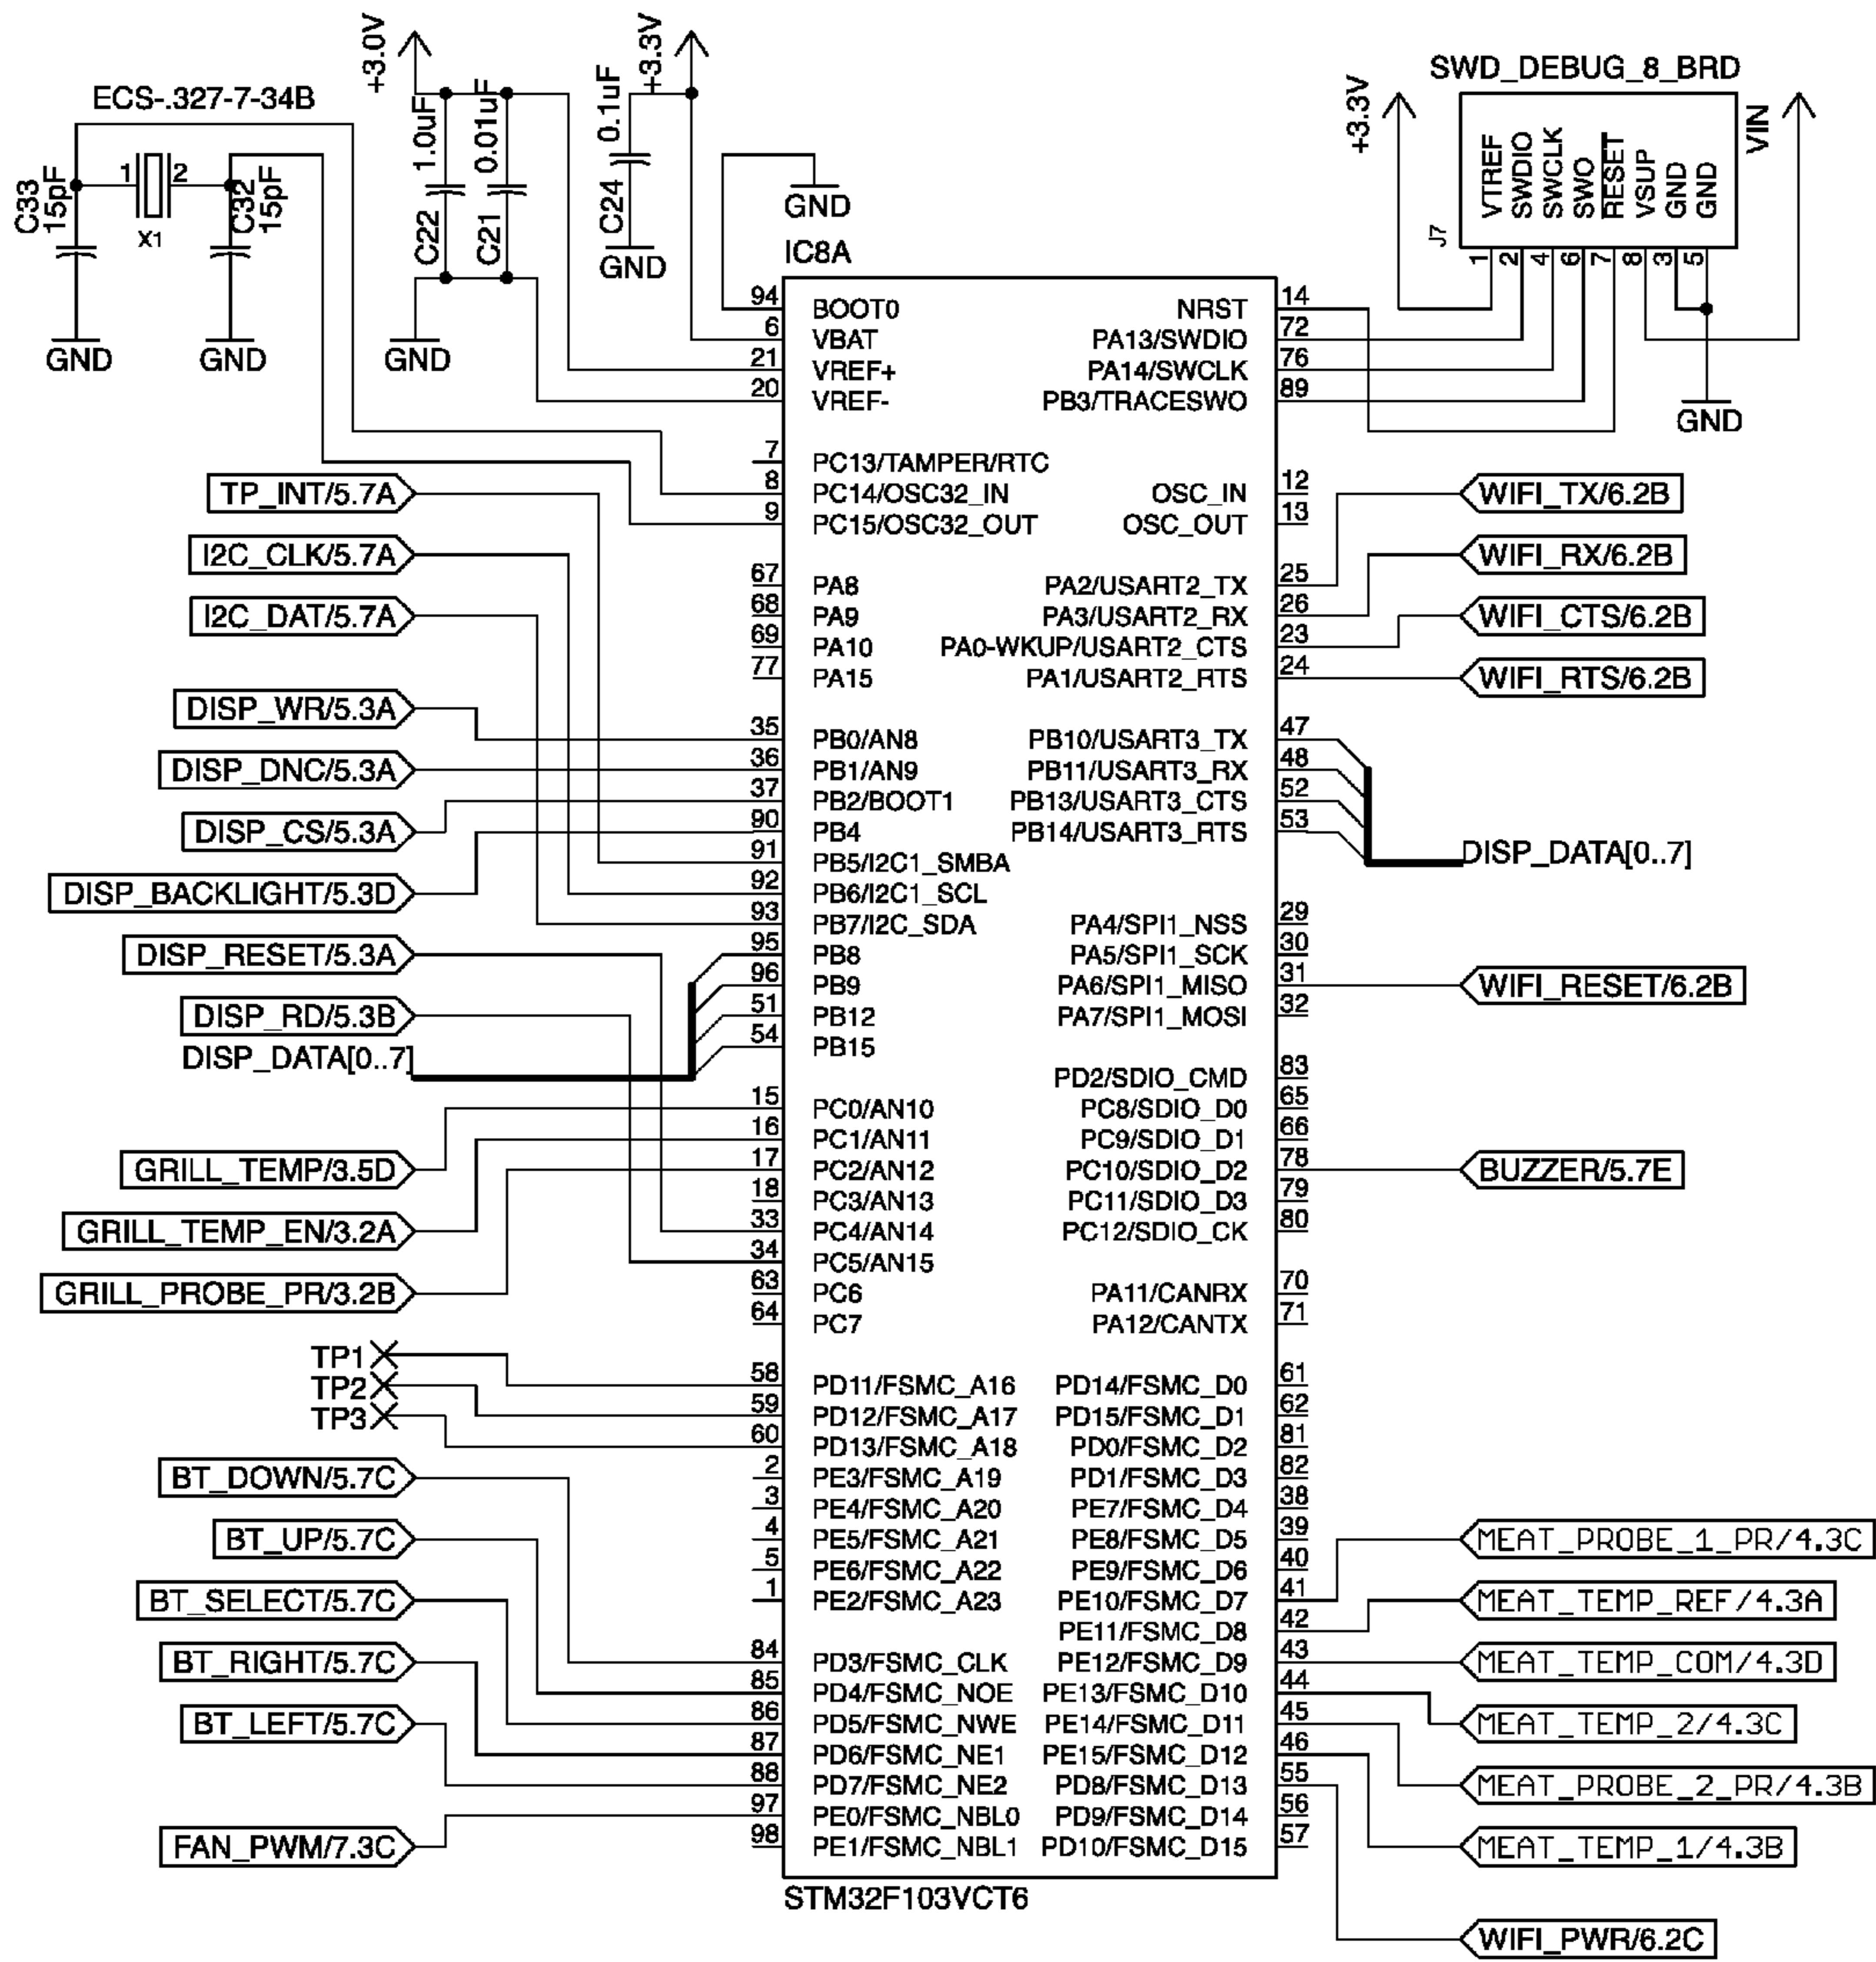 ECS-.327-7-34B
C33
15pF
1
2
X1
C32
15pF
GND
GND
+3.0V
1.0uF
C22
0.01uF
C21
GND
+3.3V
0.1uF
C24
GND
GND
+3.3V
SWD_DEBUG_8_BRD
VIN
VTREF
SWDIO
SWCLK
SWO
RESET
VSUP
GND
GND
J7
1
2
4
6
7
8
3
5
GND
IC8A
94 BOOT0 NRST 14
6 VBAT PA13/SWDIO 72
21 VREF+ PA14/SWCLK 76
20 VREF- PB3/TRACESWO 89
7 PC13/TAMPER/RTC
TP_INT/5.7A 8 PC14/OSC32_IN OSC_IN 12 WIFI_TX/6.2B
9 PC15/OSC32_OUT OSC_OUT 13
I2C_CLK/5.7A WIFI_RX/6.2B
67 PA8 PA2/USART2_TX 25
I2C_DAT/5.7A 68 PA9 PA3/USART2_RX 26 WIFI_CTS/6.2B
69 PA10 PA0-WKUP/USART2_CTS 23
77 PA15 PA1/USART2_RTS 24 WIFI_RTS/6.2B
DISP_WR/5.3A
35 PB0/AN8 PB10/USART3_TX 47
DISP_DNC/5.3A 36 PB1/AN9 PB11/USART3_RX 48
37 PB2/BOOT1 PB13/USART3_CTS 52
DISP_CS/5.3A 90 PB4 PB14/USART3_RTS 53
DISP_DATA[0..7]
91 PB5/I2C1_SMBA
DISP_BACKLIGHT/5.3D 92 PB6/I2C1_SCL
93 PB7/I2C_SDA PA4/SPI1_NSS 29
DISP_RESET/5.3A 95 PB8 PA5/SPI1_SCK 30
96 PB9 PA6/SPI1_MISO 31 WIFI_RESET/6.2B
DISP_RD/5.3B 51 PB12 PA7/SPI1_MOSI 32
DISP_DATA[0..7] 54 PB15
PD2/SDIO_CMD 83
15 PC0/AN10 PC8/SDIO_D0 65
16 PC1/AN11 PC9/SDIO_D1 66
GRILL_TEMP/3.5D 17 PC2/AN12 PC10/SDIO_D2 78 BUZZER/5.7E
18 PC3/AN13 PC11/SDIO_D3 79
GRILL_TEMP_EN/3.2A 33 PC4/AN14 PC12/SDIO_CK 80
34 PC5/AN15
GRILL_PROBE_PR/3.2B 63 PC6 PA11/CANRX 70
64 PC7 PA12/CANTX 71
TP1
58 PD11/FSMC_A16 PD14/FSMC_D0 61
TP2
59 PD12/FSMC_A17 PD15/FSMC_D1 62
TP3
60 PD13/FSMC_A18 PD0/FSMC_D2 81
BT_DOWN/5.7C 2 PE3/FSMC_A19 PD1/FSMC_D3 82
3 PE4/FSMC_A20 PE7/FSMC_D4 38
BT_UP/5.7C 4 PE5/FSMC_A21 PE8/FSMC_D5 39 MEAT_PROBE_1_PR/4.3C
5 PE6/FSMC_A22 PE9/FSMC_D6 40
BT_SELECT/5.7C 1 PE2/FSMC_A23 PE10/FSMC_D7 41 MEAT_TEMP_REF/4.3A
PE11/FSMC_D8 42
BT_RIGHT/5.7C 84 PD3/FSMC_CLK PE12/FSMC_D9 43 MEAT_TEMP_COM/4.3D
85 PD4/FSMC_NOE PE13/FSMC_D10 44
BT_LEFT/5.7C 86 PD5/FSMC_NWE PE14/FSMC_D11 45 MEAT_TEMP_2/4.3C
87 PD6/FSMC_NE1 PE15/FSMC_D12 46
88 PD7/FSMC_NE2 PD8/FSMC_D13 55 MEAT_PROBE_2_PR/4.3B
97 PE0/FSMC_NBL0 PD9/FSMC_D14 56
FAN_PWM/7.3C 98 PE1/FSMC_NBL1 PD10/FSMC_D15 57 MEAT_TEMP_1/4.3B
STM32F103VCT6
WIFI_PWR/6.2C